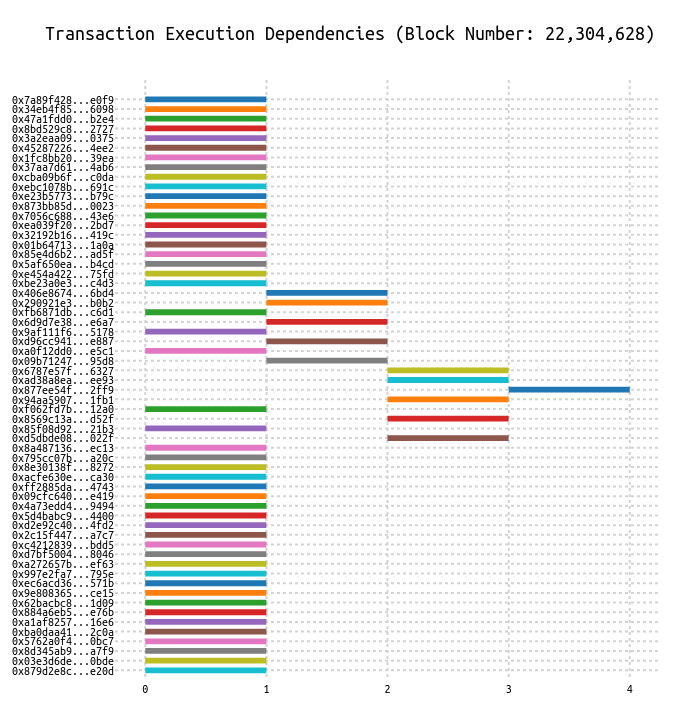 Transaction Execution Dependencies (Block Number: 22,304,628)
0x7a89f428...e0f9
0x34eb4f85...6098
0x47a1fdd0...b2e4
0x8bd529c8...2727
0x3a2eaa09...0375
0x45287226...4ee2
0x1fc8bb20...39ea
0x37aa7d61...4ab6
0xcba09b6f...c0da
0xebc1078b...691c
0xe23b5773...b79c
0x873bb85d...0023
0x7056c688...43e6
0xea039f20...2bd7
0x32192b16...419c
0x01b64713...1a0a
0x85e4d6b2...ad5f
0x5af650ea...b4cd
0xe454a422...75fd
0xbe23a0e3...c4d3
0x406e8674...6bd4
0x290921e3...b0b2
0xfb6871db...c6d1
0x6d9d7e38...e6a7
0x9af111f6...5178
0xd96cc941...e887
0xa0f12dd0...e5c1
0x09b71247...95d8
0x6787e57f...6327
0xad38a8ea...ee93
0x877ee54f...2ff9
0x94aa5907...1fb1
0xf062fd7b...12a0
0x8569c13a...d52f
0x85f08d92...21b3
0xd5dbde08...022f
0x8a487136...ec13
0x795cc07b...a20c
0x8e30138f...8272
0xacfe630e...ca30
0xff2885da...4743
0x09cfc640...e419
0x4a73edd4...9494
0x5d4babc9...4400
0xd2e92c40...4fd2
0x2c15f447...a7c7
0xc4212839...bdd5
0xd7bf5004...8046
0xa272657b...ef63
0x997e2fa7...795e
0xec6acd36...571b
0x9e808365...ce15
0x62bacbc8...1d09
0x884a6eb5...e76b
0xa1af8257...16e6
0xba0daa41...2c0a
0x5762a0f4...0bc7
0x8d345ab9...a7f9
0x03e3d6de...0bde
0x879d2e8c...e20d
0 1 2 3 4